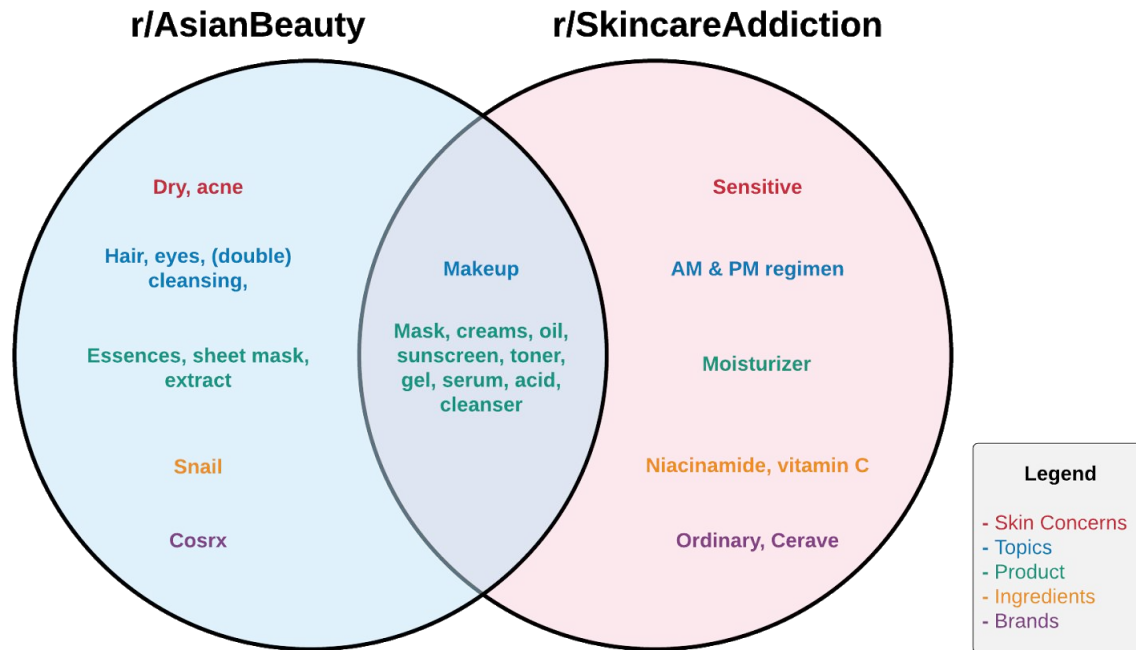 r/AsianBeauty
r/SkincareAddiction
Dry, acne
Sensitive
Hair, eyes, (double)
cleansing,
Makeup
AM & PM regimen
Essences, sheet mask,
extract
Mask, creams, oil,
sunscreen, toner,
gel, serum, acid,
cleanser
Moisturizer
Snail
Niacinamide, vitamin C
Cosrx
Ordinary, Cerave
Legend
- Skin Concerns
- Topics
- Product
- Ingredients
- Brands